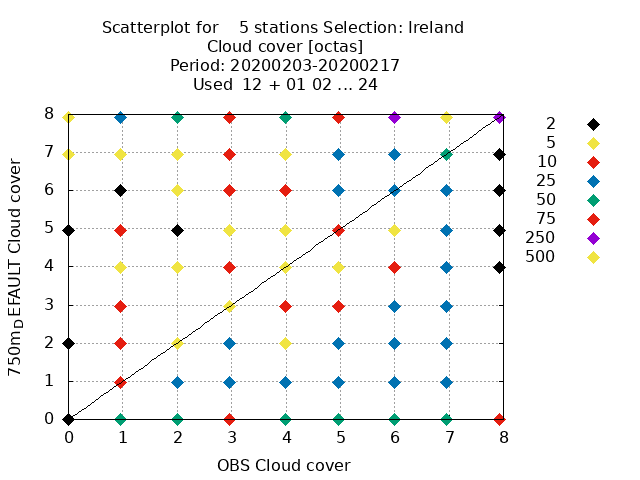 Scatterplot for 5 stations Selection: Ireland
Cloud cover [octas]
Period: 20200203-20200217
Used 12 + 01 02 ... 24
8
7
6
5
4
3
2
1
0
750m_DEFAULT Cloud cover
0 1 2 3 4 5 6 7 8
OBS Cloud cover
2
5
10
25
50
75
250
500